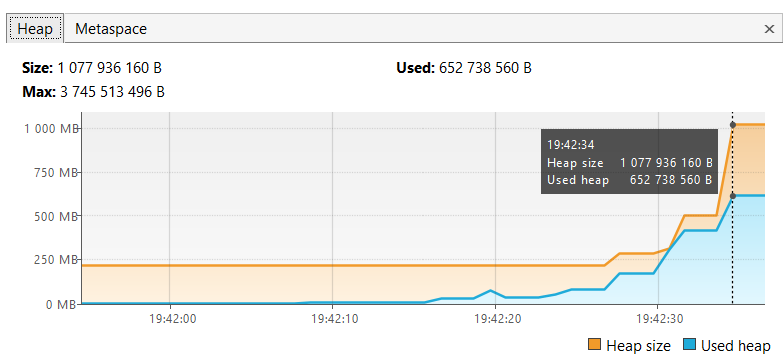 Heap Metaspace ×
Size: 1 077 936 160 B Used: 652 738 560 B
Max: 3 745 513 496 B
1 000 MB
750 MB
500 MB
250 MB
0 MB
19:42:34
Heap size 1 077 936 160 B
Used heap 652 738 560 B
19:42:00 19:42:10 19:42:20 19:42:30
Heap size Used heap